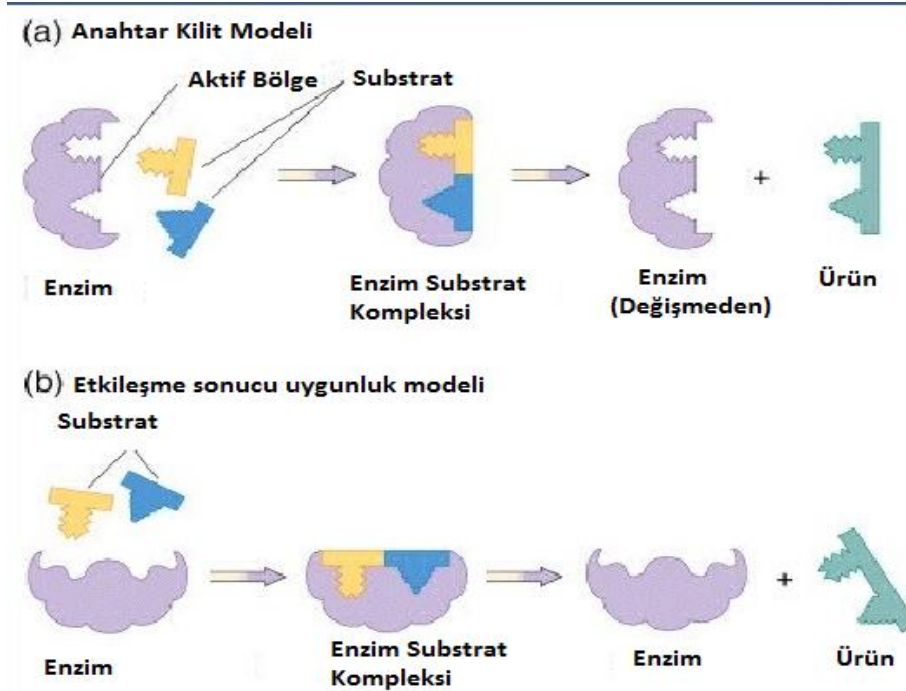 (a) Anahtar Kilit Modeli
Aktif Bölge
Substrat
+
Enzim
Enzim Substrat
Kompleksi
Enzim
(Değişmeden)
Ürün
(b) Etkileşme sonucu uygunluk modeli
Substrat
+
Enzim
Enzim Substrat
Kompleksi
Enzim
Ürün